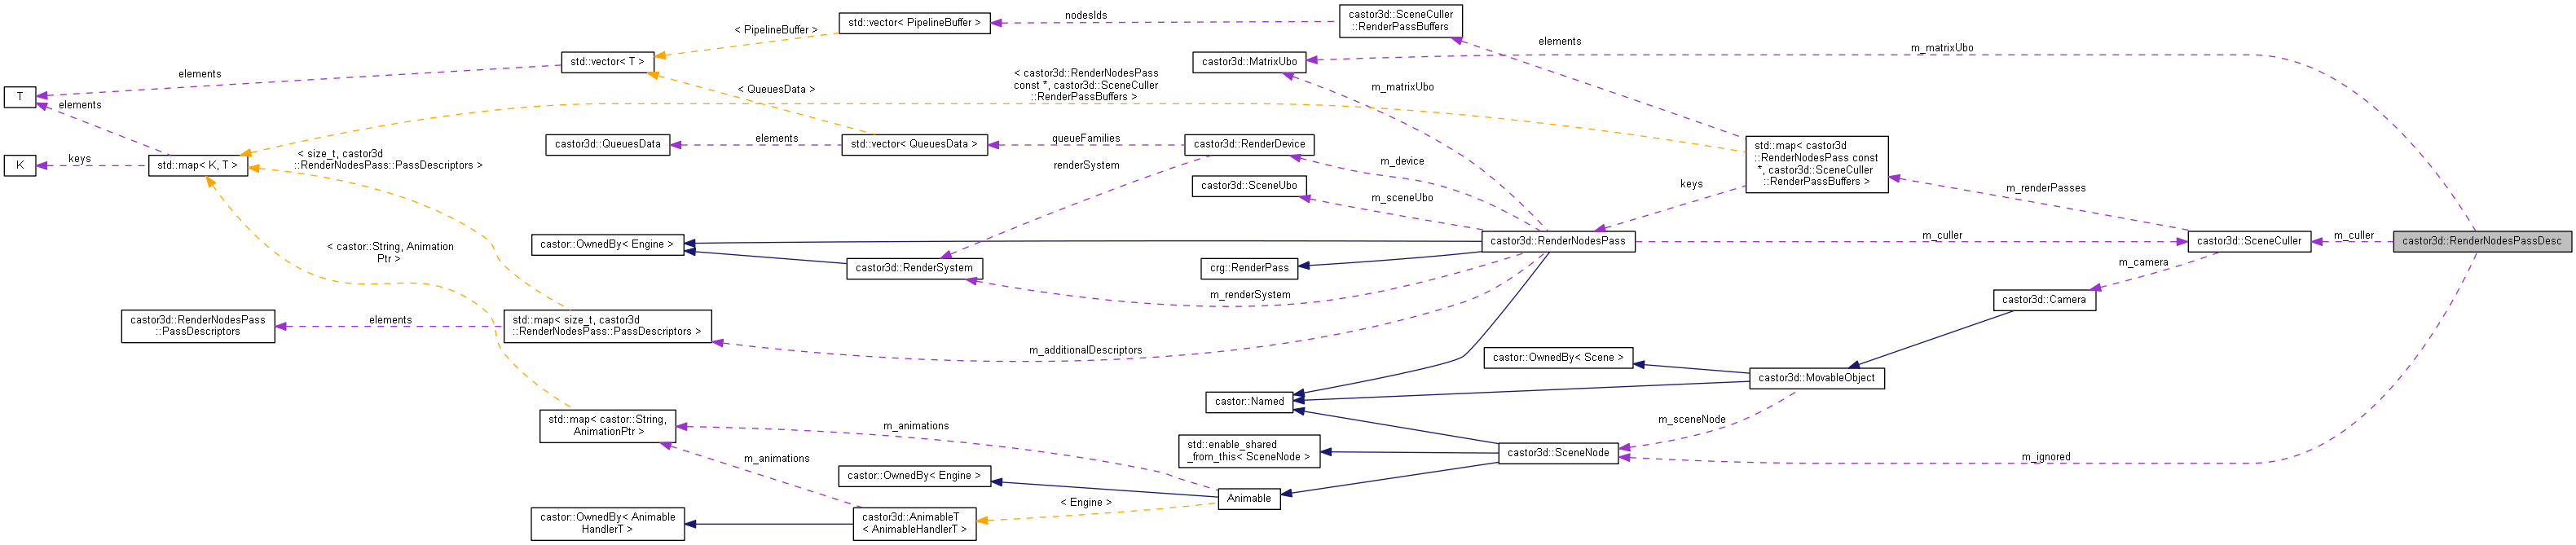 castor3d::SceneCuller
::RenderPassBuffers
nodesIds
std::vector< PipelineBuffer >
< PipelineBuffer >
elements
m_matrixUbo
std::vector< T >
castor3d::MatrixUbo
elements
< castor3d::RenderNodesPass
const *, castor3d::SceneCuller
::RenderPassBuffers >
< QueuesData >
m_matrixUbo
T
elements
castor3d::QueuesData
elements
std::vector< QueuesData >
queueFamilies
castor3d::RenderDevice
std::map< castor3d
::RenderNodesPass const
*, castor3d::SceneCuller
::RenderPassBuffers >
K
keys
std::map< K, T >
< size_t, castor3d
::RenderNodesPass::PassDescriptors >
renderSystem
m_device
castor3d::SceneUbo
m_sceneUbo
keys
m_renderPasses
castor::OwnedBy< Engine >
castor3d::RenderNodesPass
m_culler
castor3d::SceneCuller
m_culler
castor3d::RenderNodesPassDesc
< castor::String, Animation
Ptr >
castor3d::RenderSystem
crg::RenderPass
m_camera
m_renderSystem
castor3d::Camera
castor3d::RenderNodesPass
::PassDescriptors
elements
std::map< size_t, castor3d
::RenderNodesPass::PassDescriptors >
m_additionalDescriptors
castor::OwnedBy< Scene >
castor3d::MovableObject
castor::Named
std::map< castor::String,
AnimationPtr >
m_animations
m_sceneNode
std::enable_shared
_from_this< SceneNode >
castor3d::SceneNode
m_ignored
m_animations
castor::OwnedBy< Engine >
Animable
< Engine >
castor::OwnedBy< Animable
HandlerT >
castor3d::AnimableT
< AnimableHandlerT >